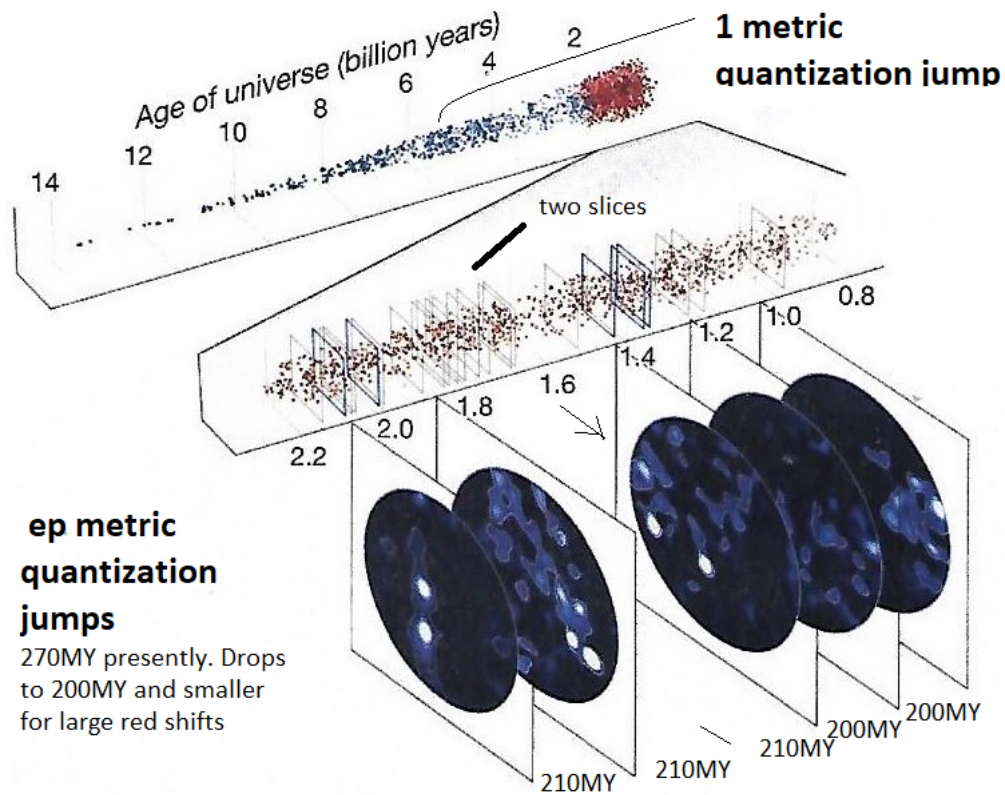 1 metric
quantization jump
Age of universe (billion years)
2
4
6
8
10
12
14
two slices
0.8
1.0
1.2
1.4
1.6
1.8
2.0
2.2
ep metric
quantization
jumps
270MY presently. Drops
to 200MY and smaller
for large red shifts
210MY
210MY
210MY
200MY
200MY